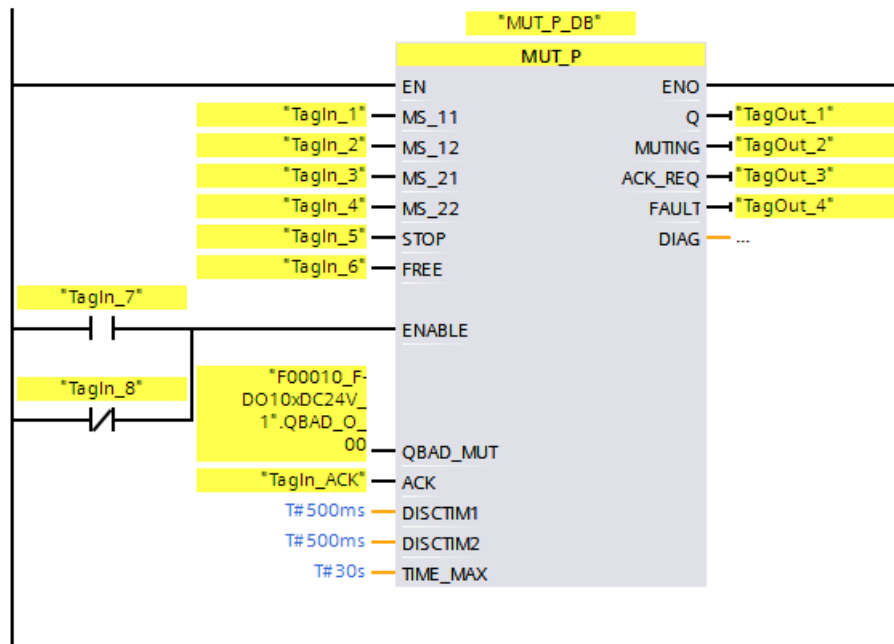 "MUT_P_DB"
MUT_P
EN ENO
"TagIn_1" MS_11 Q "TagOut_1"
"TagIn_2" MS_12 MUTING "TagOut_2"
"TagIn_3" MS_21 ACK_REQ "TagOut_3"
"TagIn_4" MS_22 FAULT "TagOut_4"
"TagIn_5" STOP DIAG ...
"TagIn_6" FREE
"TagIn_7"
ENABLE
"TagIn_8"
"F00010_F-
DO10xDC24V_
1".QBAD_O_
00 QBAD_MUT
"TagIn_ACK" ACK
T#500ms DISCTIM1
T#500ms DISCTIM2
T#30s TIME_MAX